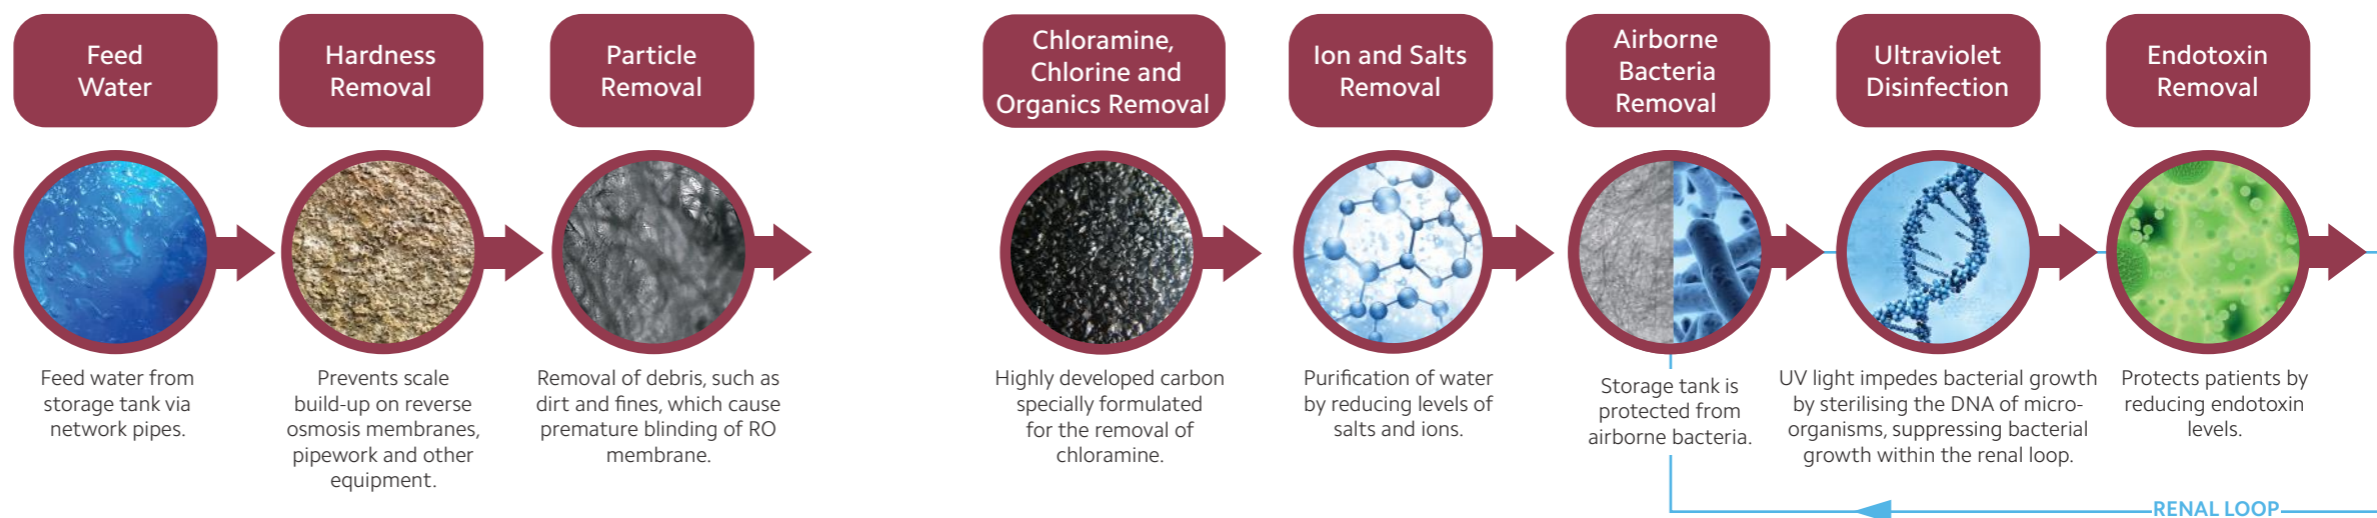 Feed
Water
Hardness
Removal
Particle
Removal
Chloramine,
Chlorine and
Organics Removal
Ion and Salts
Removal
Airborne
Bacteria
Removal
Ultraviolet
Disinfection
Endotoxin
Removal
Feed water from
storage tank via
network pipes.
Prevents scale
build-up on reverse
osmosis membranes,
pipework and other
equipment.
Removal of debris, such as
dirt and fines, which cause
premature blinding of RO
membrane.
Highly developed carbon
specially formulated
for the removal of
chloramine.
Purification of water
by reducing levels of
salts and ions.
Storage tank is
protected from
airborne bacteria.
UV light impedes bacterial growth
by sterilising the DNA of micro-
organisms, suppressing bacterial
growth within the renal loop.
Protects patients by
reducing endotoxin
levels.
RENAL LOOP